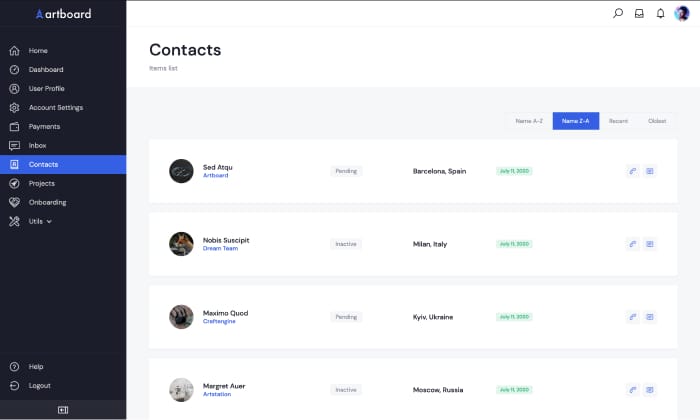 artboard
Home
Dashboard
User Profile
Account Settings
Payments
Inbox
Contacts
Projects
Onboarding
Utils
Help
Logout
Contacts
Items list
Name A-Z Name Z-A Recent Oldest
Sed Atqu
Artboard
Pending
Barcelona, Spain
July 11, 2020
Nobis Suscipit
Dream Team
Inactive
Milan, Italy
July 11, 2020
Maximo Quod
Craftengine
Pending
Kyiv, Ukraine
July 11, 2020
Margret Auer
Artstation
Inactive
Moscow, Russia
July 11, 2020